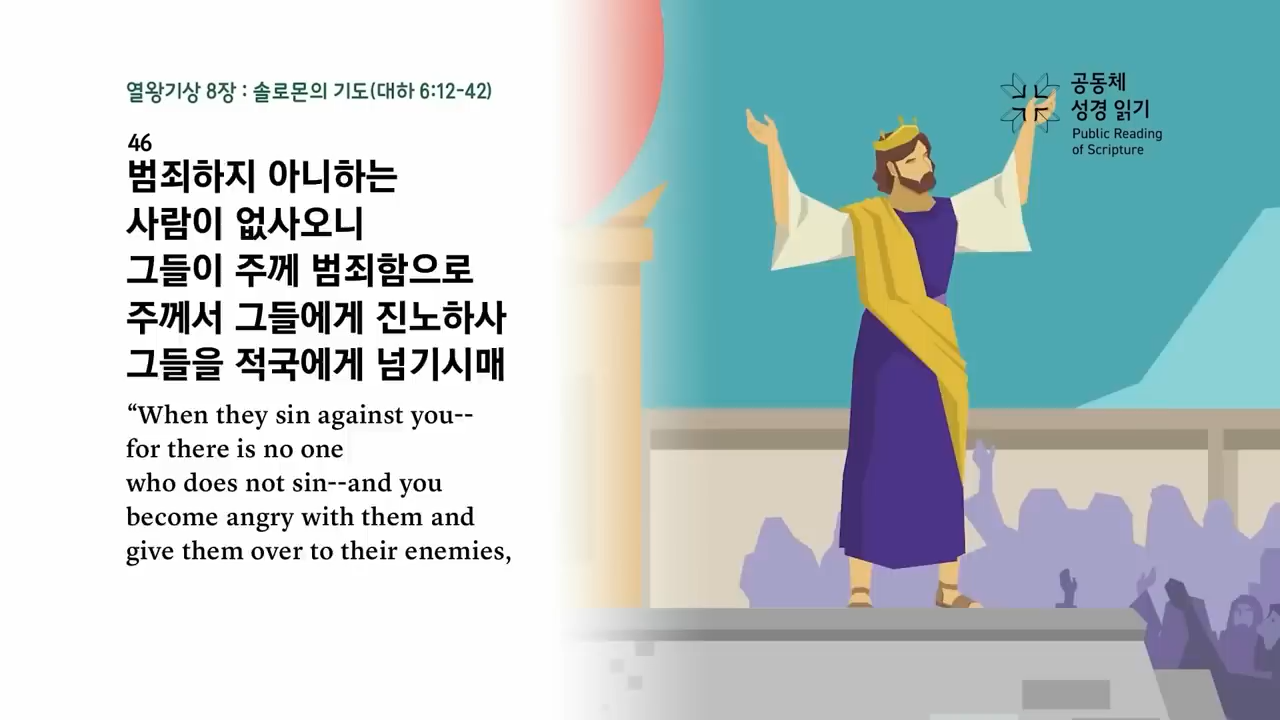 열왕기상 8장 : 솔로몬의 기도(대하 6:12-42)
46
범죄하지 아니하는
사람이 없사오니
그들이 주께 범죄함으로
주께서 그들에게 진노하사
그들을 적국에게 넘기시매
“When they sin against you--
for there is no one
who does not sin--and you
become angry with them and
give them over to their enemies,
공동체
성경 읽기
Public Reading
of Scripture